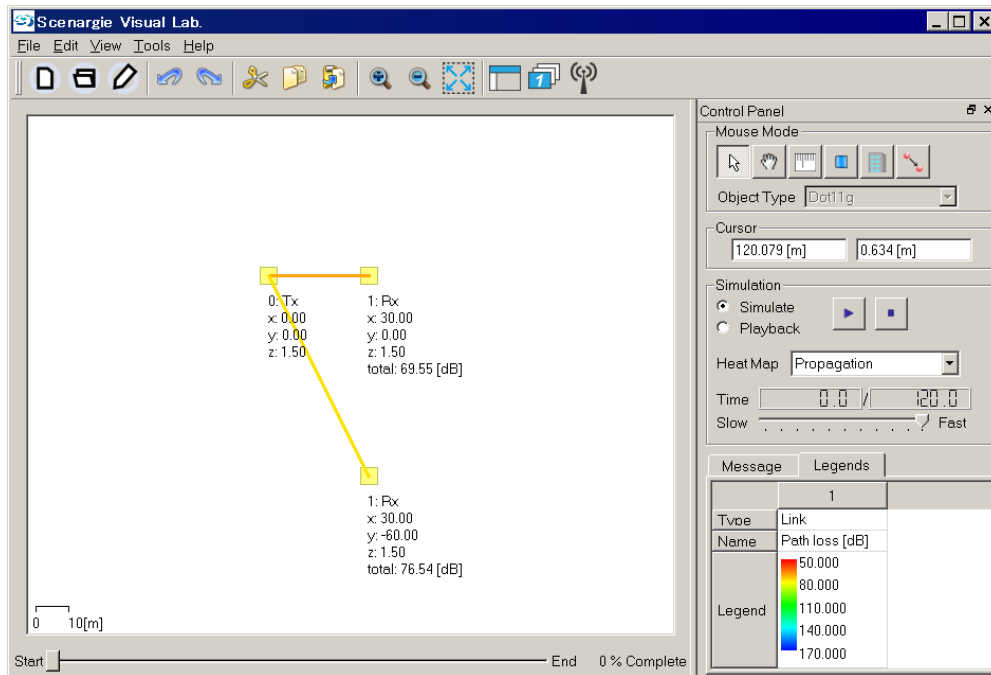 Scenargie Visual Lab.
File Edit View Tools Help
1
Control Panel
Mouse Mode
Object Type Dot11g
Cursor
120.079 [m] 0.634 [m]
Simulation
Simulate
Playback
Heat Map Propagation
Time 0.0 / 120.0
Slow Fast
Message Legends
1
Type Link
Name Path loss [dB]
Legend
50.000
80.000
110.000
140.000
170.000
0: Tx
x: 0.00
y: 0.00
z: 1.50
1: Rx
x: 30.00
y: 0.00
z: 1.50
total: 69.55 [dB]
1: Rx
x: 30.00
y: -60.00
z: 1.50
total: 76.54 [dB]
0 10[m]
Start End 0 % Complete